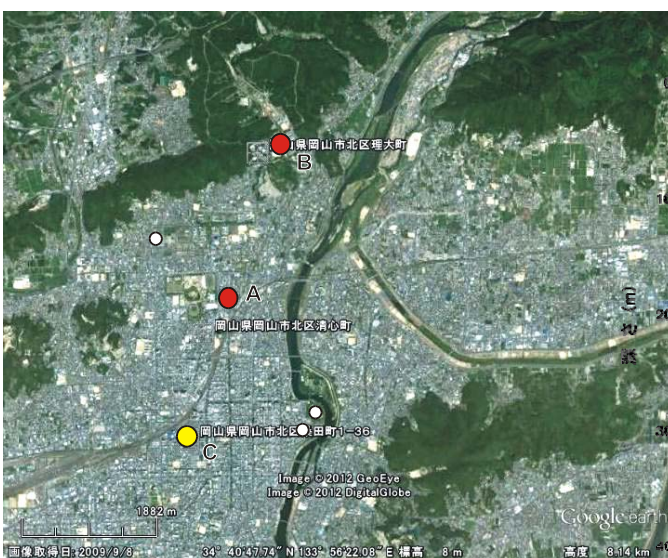 県岡山市北区理大町
B
A
岡山県岡山市北区清心町
岡山県岡山市北区
田町1-36
C
(m)
Image © 2012 GeoEye
Image © 2012 DigitalGlobe
1882 m
Google earth
画像取得日: 2009/9/8
34° 40'47.74" N 133° 56'22.08" E 標高 8 m
高度 8.14 km